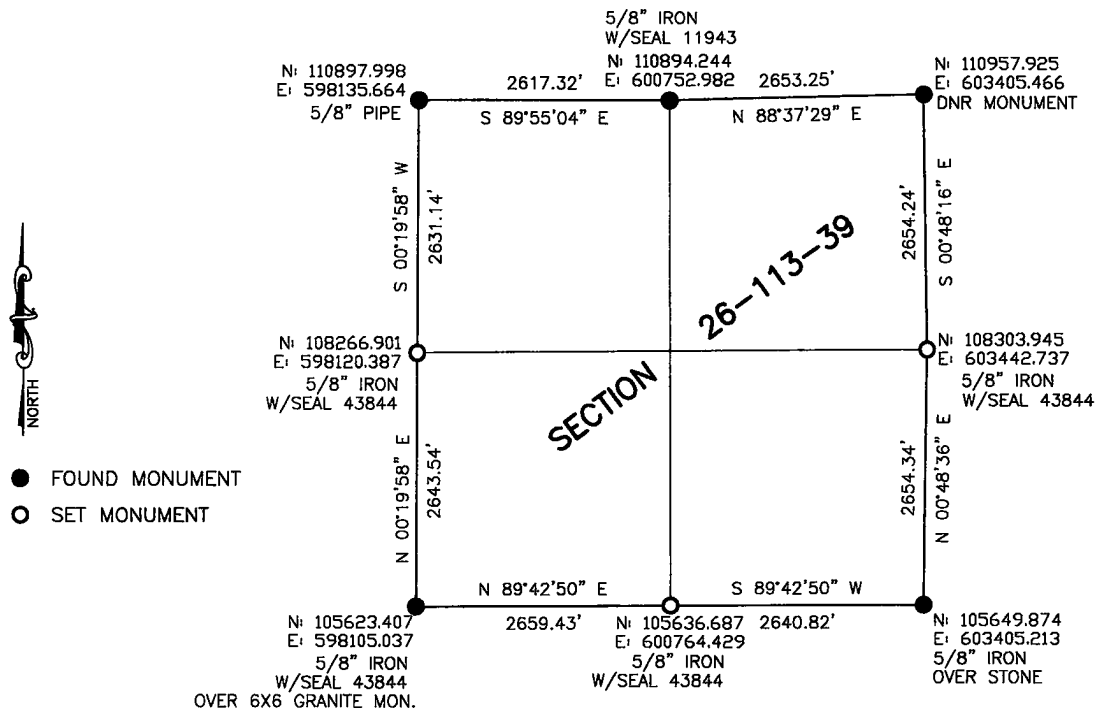 5/8" IRON
W/SEAL 11943
N: 110894.244
E: 600752.982
N: 110897.998
E: 598135.664
5/8" PIPE
2617.32'
S 89°55'04" E
2653.25'
N 88°37'29" E
N: 110957.925
E: 603405.466
DNR MONUMENT
S 00°19'58" W
2631.14'
2654.24'
S 00°48'16" E
SECTION 26-113-39
NORTH
N: 108266.901
E: 598120.387
5/8" IRON
W/SEAL 43844
N: 108303.945
E: 603442.737
5/8" IRON
W/SEAL 43844
FOUND MONUMENT
SET MONUMENT
N 00°19'58" E
2643.54'
2654.34'
N 00°48'36" E
N 89°42'50" E
2659.43'
S 89°42'50" W
2640.82'
N: 105623.407
E: 598105.037
5/8" IRON
W/SEAL 43844
OVER 6X6 GRANITE MON.
N: 105636.687
E: 600764.429
5/8" IRON
W/SEAL 43844
N: 105649.874
E: 603405.213
5/8" IRON
OVER STONE